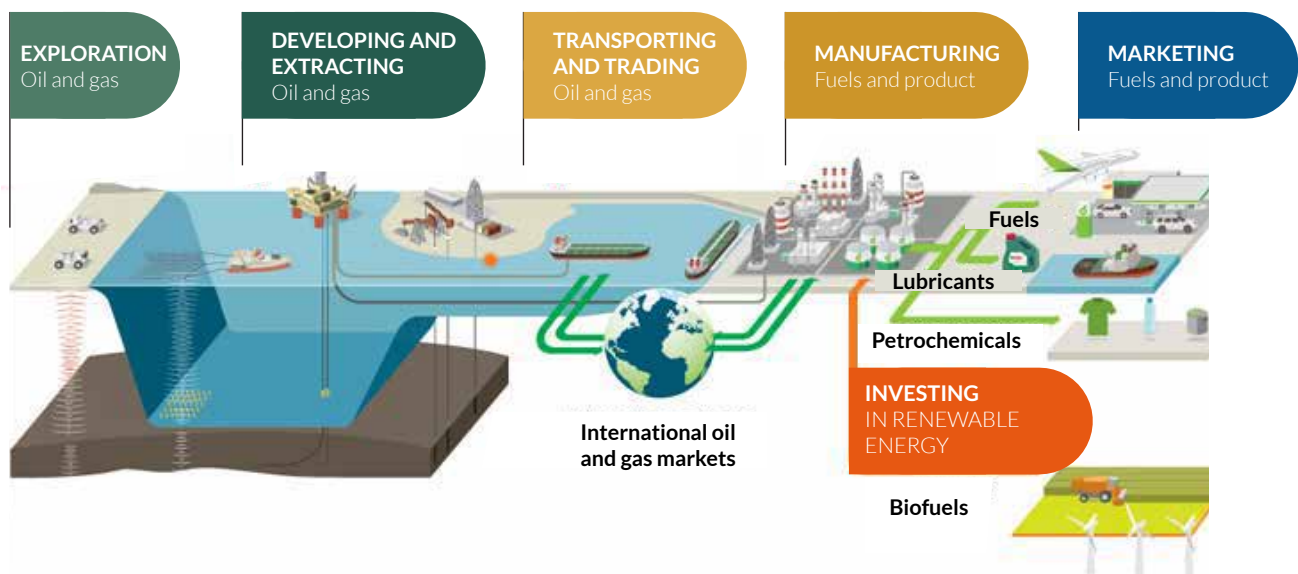 EXPLORATION
Oil and gas
DEVELOPING AND
EXTRACTING
Oil and gas
TRANSPORTING
AND TRADING
Oil and gas
MANUFACTURING
Fuels and product
MARKETING
Fuels and product
Fuels
Lubricants
Petrochemicals
INVESTING
IN RENEWABLE
ENERGY
International oil
and gas markets
Biofuels